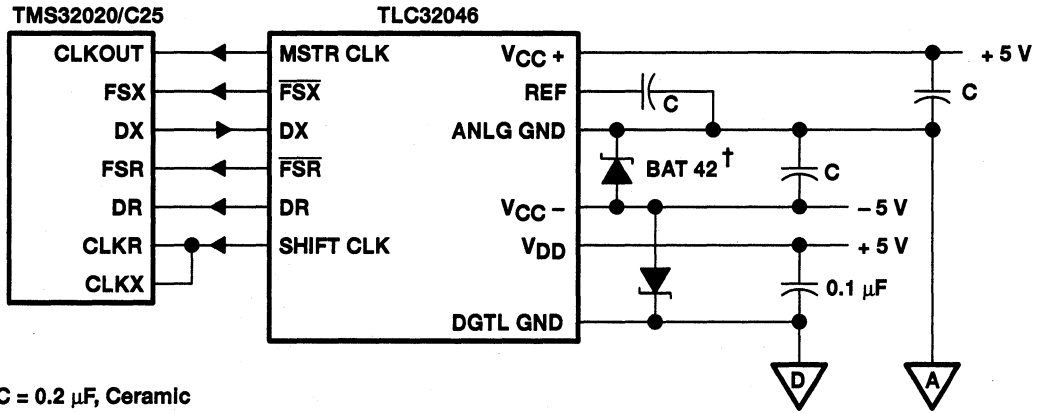 TMS32020/C25
TLC32046
CLKOUT
MSTR CLK
VCC +
+ 5 V
FSX
FSX
REF
C
C
DX
DX
ANLG GND
FSR
FSR
BAT 42 †
C
DR
DR
VCC –
– 5 V
CLKR
SHIFT CLK
VDD
+ 5 V
CLKX
0.1 μF
DGTL GND
D
A
C = 0.2 μF, Ceramic